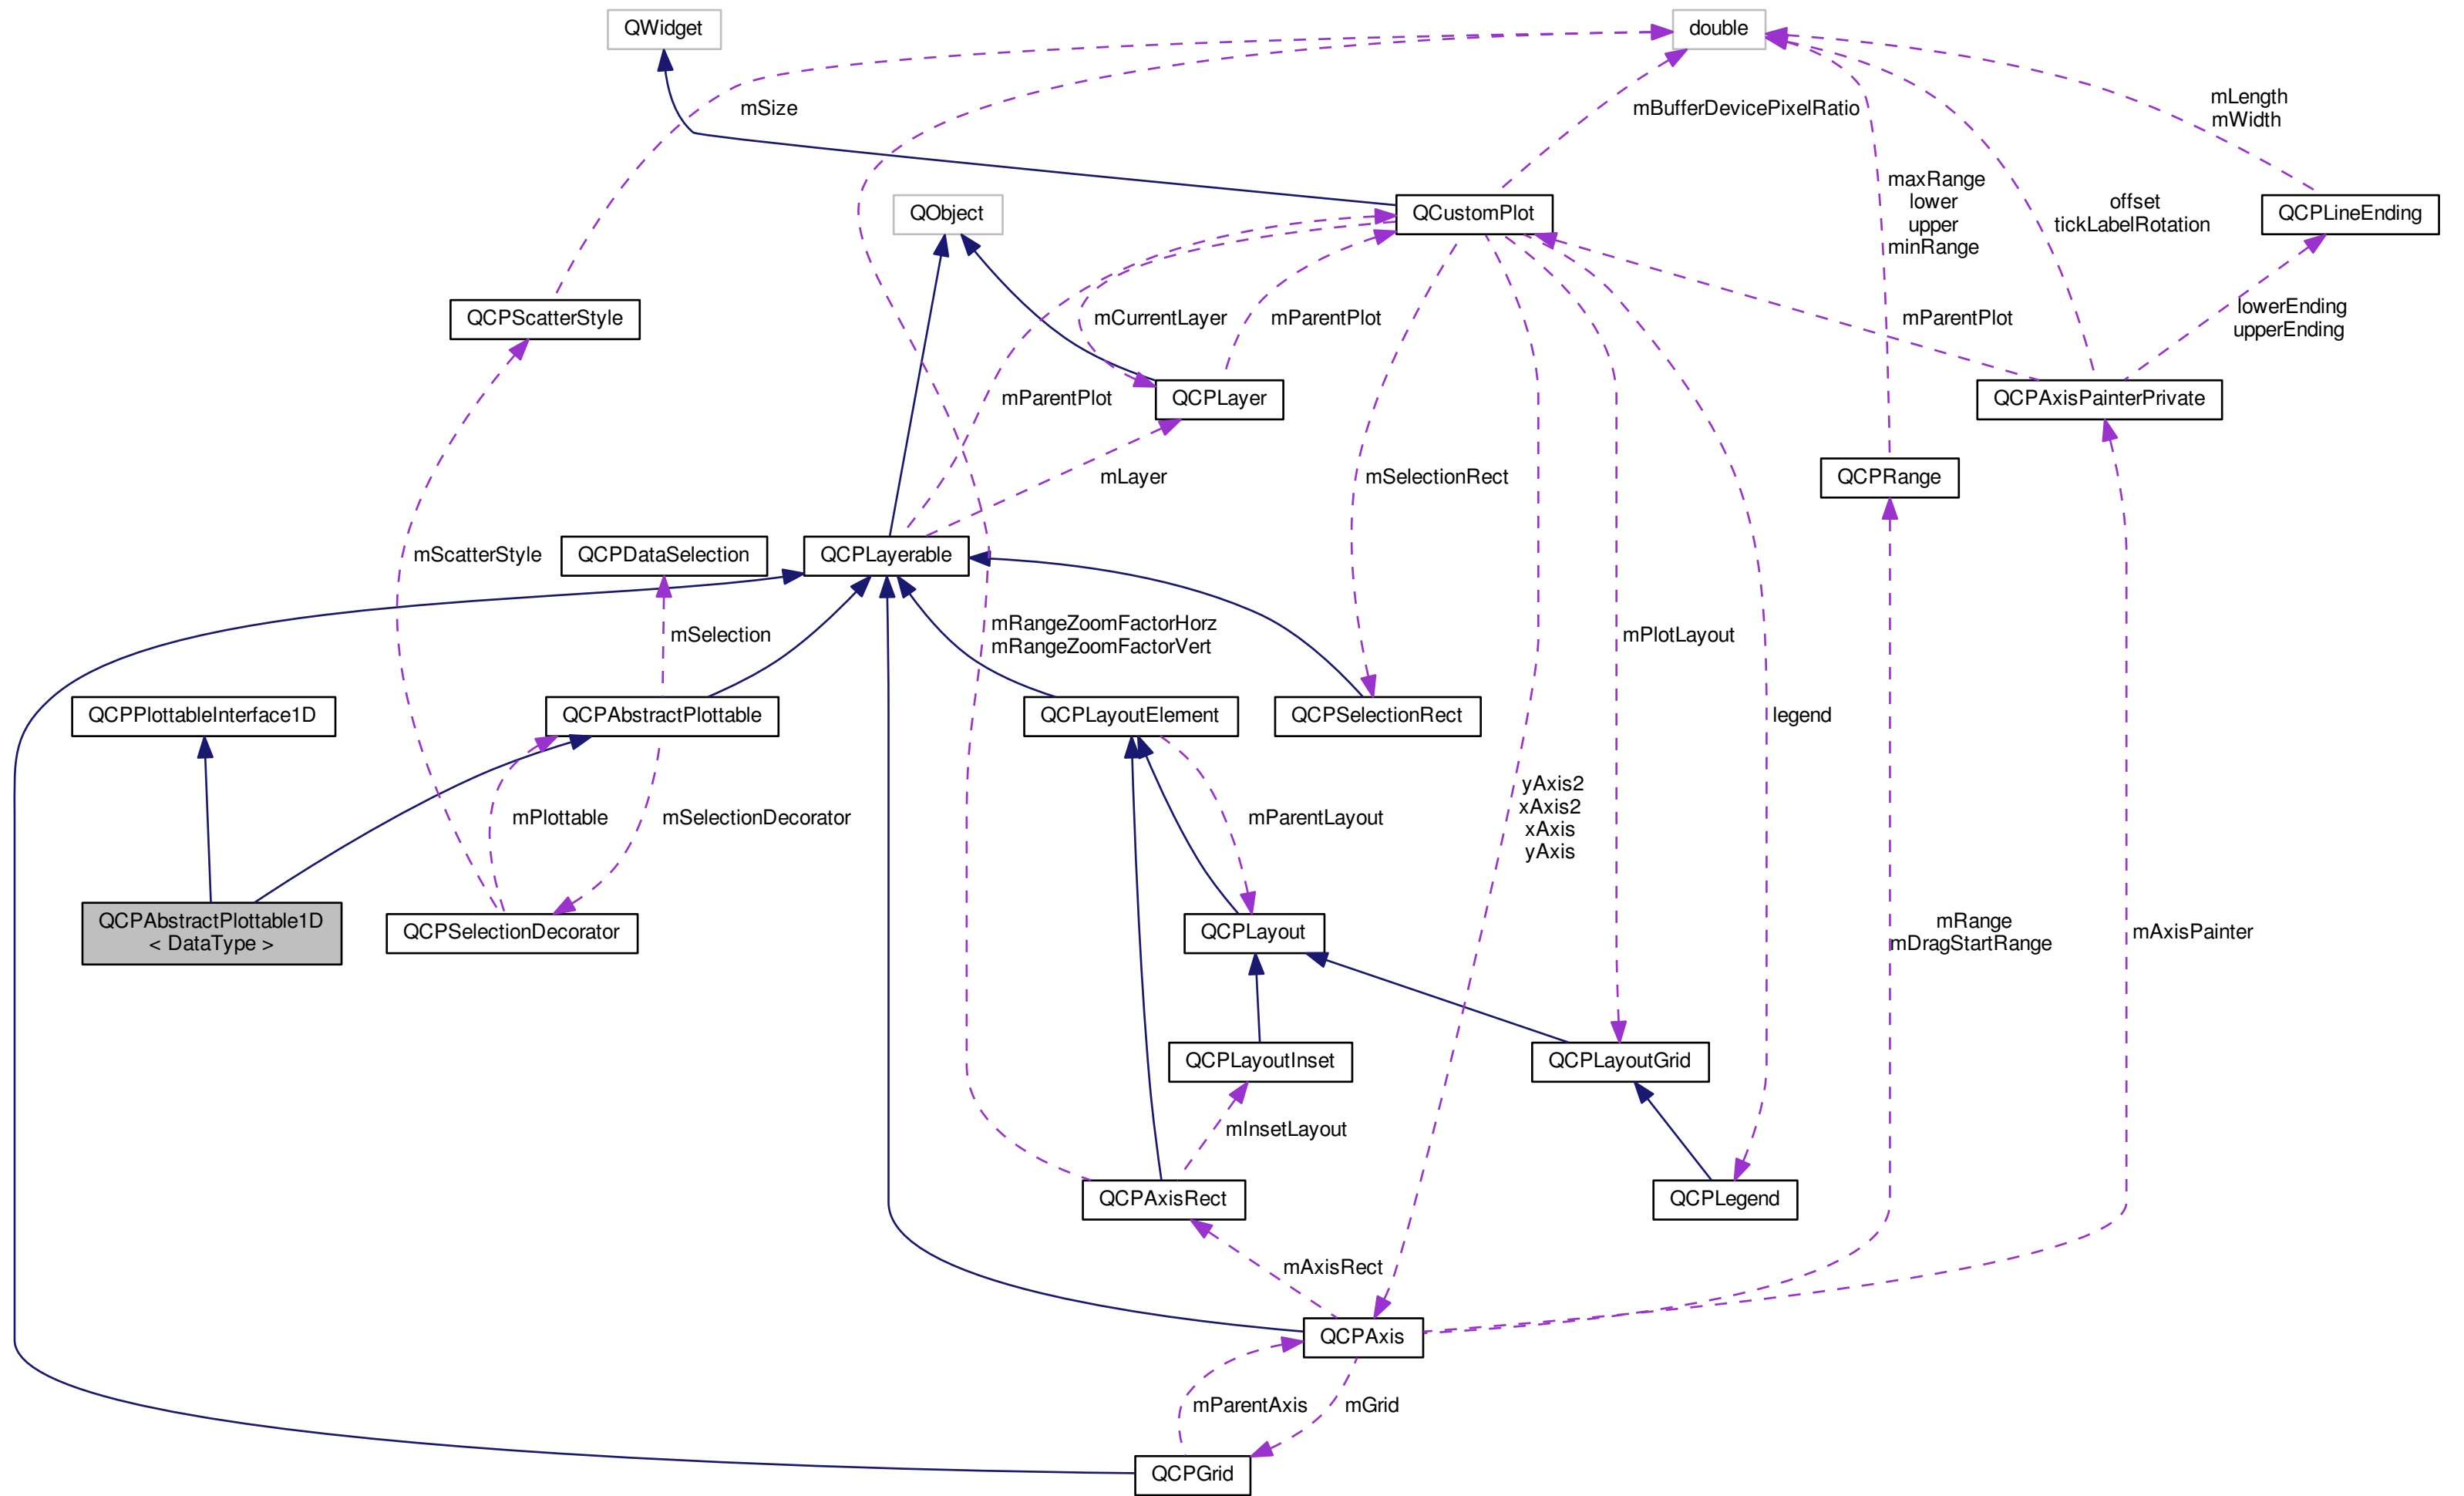 QWidget
double
mSize
mBufferDevicePixelRatio
mLength
mWidth
maxRange
lower
upper
minRange
offset
tickLabelRotation
QObject
QCustomPlot
QCPLineEnding
QCPScatterStyle
mCurrentLayer
mParentPlot
mParentPlot
lowerEnding
upperEnding
mParentPlot
QCPLayer
QCPAxisPainterPrivate
mLayer
mSelectionRect
QCPRange
mScatterStyle
QCPDataSelection
QCPLayerable
mSelection
mRangeZoomFactorHorz
mRangeZoomFactorVert
mPlotLayout
QCPPlottableInterface1D
QCPAbstractPlottable
QCPLayoutElement
QCPSelectionRect
legend
mPlottable
mSelectionDecorator
mParentLayout
yAxis2
xAxis2
xAxis
yAxis
QCPAbstractPlottable1D
< DataType >
QCPSelectionDecorator
QCPLayout
mRange
mDragStartRange
mAxisPainter
QCPLayoutInset
QCPLayoutGrid
mInsetLayout
QCPAxisRect
QCPLegend
mAxisRect
QCPAxis
mParentAxis
mGrid
QCPGrid